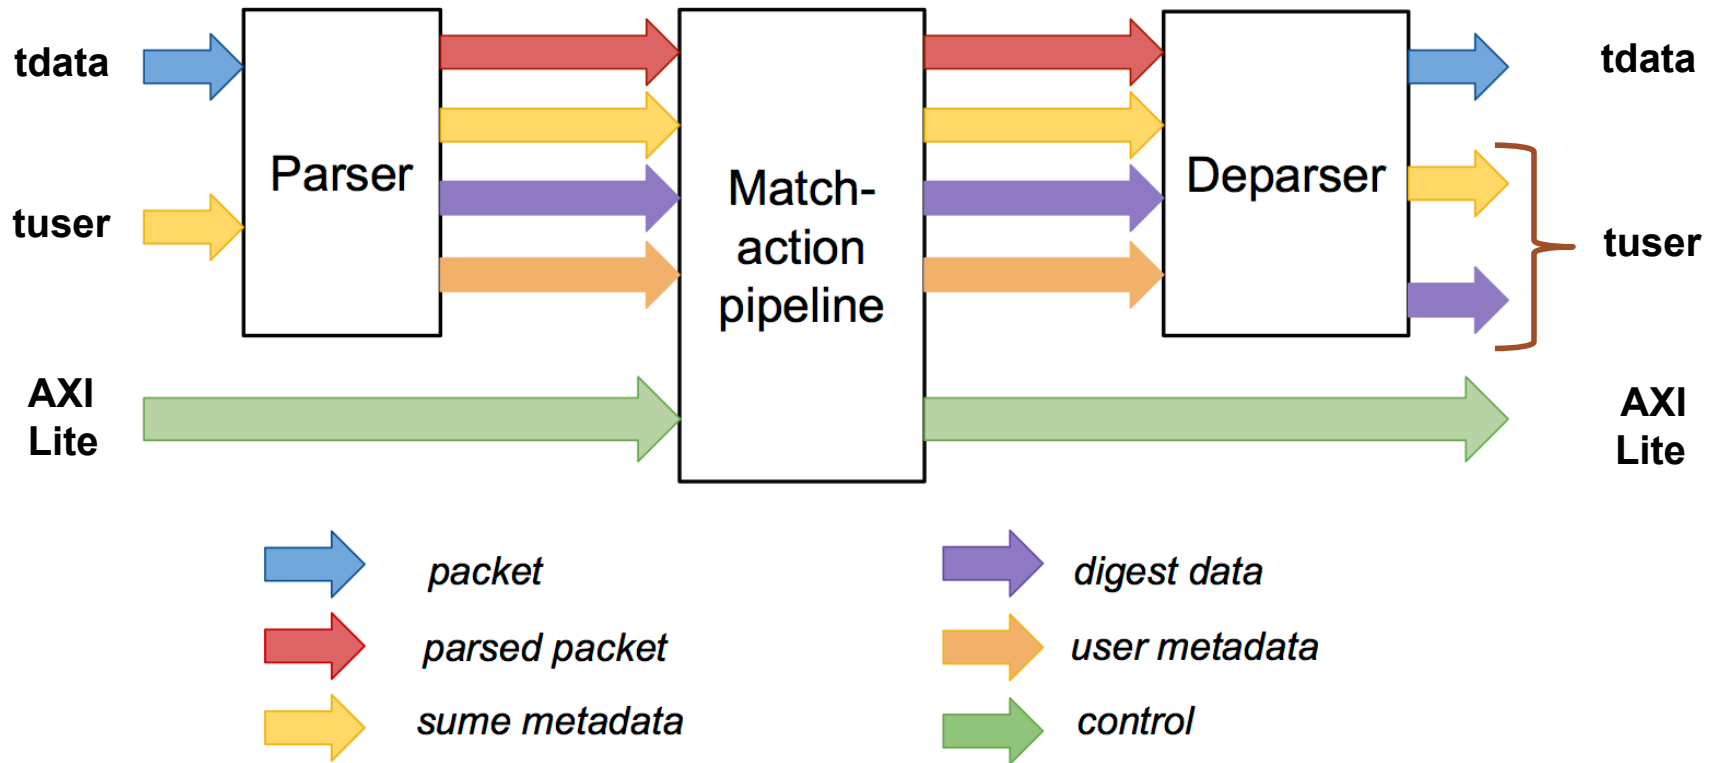 tdata
tuser
AXI
Lite
Parser
Match-
action
pipeline
Deparser
tdata
tuser
AXI
Lite
packet
parsed packet
sume metadata
digest data
user metadata
control